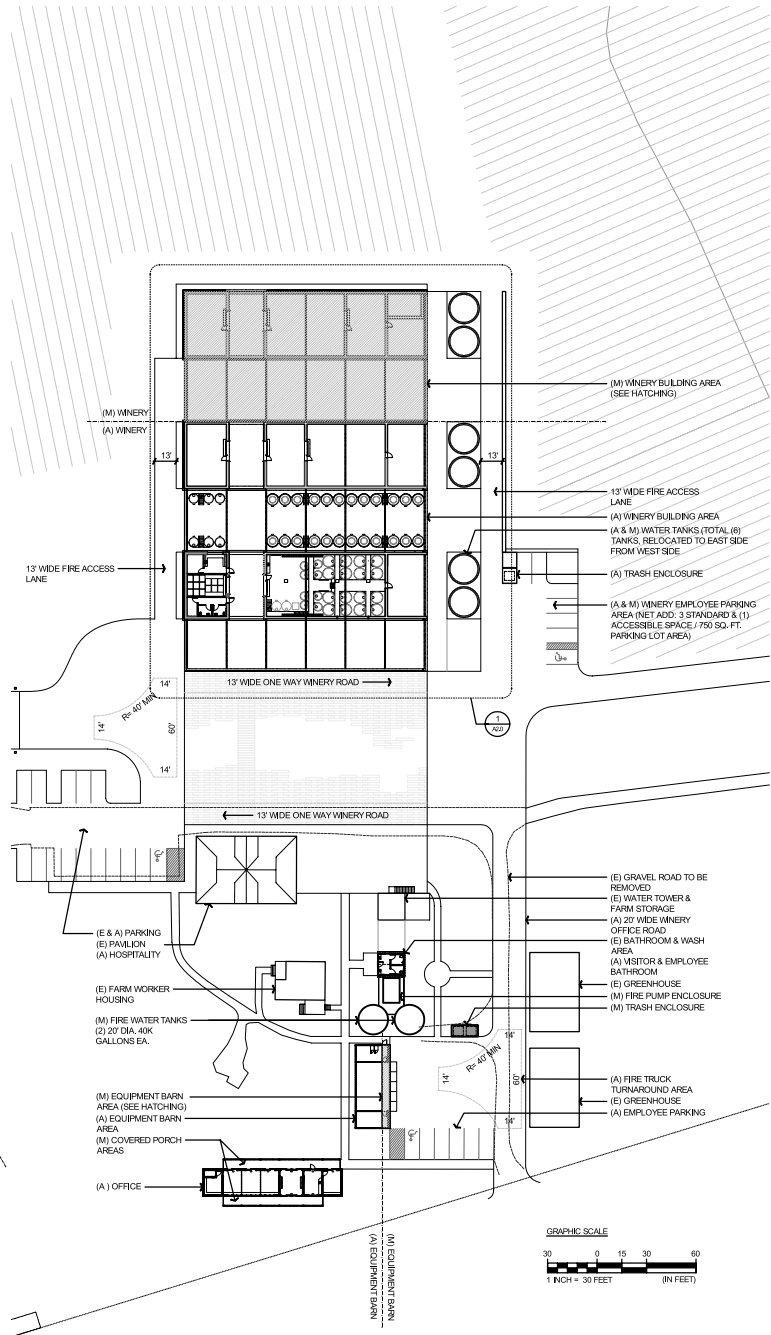 (M) WINERY BUILDING AREA
(SEE HATCHING)
(M) WINERY
(A) WINERY
13'
13'
13' WIDE FIRE ACCESS
LANE
(A) WINERY BUILDING AREA
(A & M) WATER TANKS (TOTAL (6)
TANKS, RELOCATED TO EAST SIDE
FROM WEST SIDE
13' WIDE FIRE ACCESS
LANE
(A) TRASH ENCLOSURE
(A & M) WINERY EMPLOYEE PARKING
AREA (NET ADD: 3 STANDARD & (1)
ACCESSIBLE SPACE / 750 SQ. FT.
PARKING LOT AREA)
13' WIDE ONE WAY WINERY ROAD
14'
R= 40' MIN
14'
60'
14'
1
A2.0
13' WIDE ONE WAY WINERY ROAD
(E) GRAVEL ROAD TO BE
REMOVED
(E) WATER TOWER &
FARM STORAGE
(A) 20' WIDE WINERY
OFFICE ROAD
(E) BATHROOM & WASH
AREA
(A) VISITOR & EMPLOYEE
BATHROOM
(E) GREENHOUSE
(M) FIRE PUMP ENCLOSURE
(M) TRASH ENCLOSURE
(E & A) PARKING
(E) PAVILION
(A) HOSPITALITY
(E) FARM WORKER
HOUSING
(M) FIRE WATER TANKS
(2) 20' DIA. 40K
GALLONS EA.
14'
R= 40' MIN
14'
60'
14'
(A) FIRE TRUCK
TURNAROUND AREA
(E) GREENHOUSE
(A) EMPLOYEE PARKING
(M) EQUIPMENT BARN
AREA (SEE HATCHING)
(A) EQUIPMENT BARN
AREA
(M) COVERED PORCH
AREAS
(A ) OFFICE
(M) EQUIPMENT BARN
(A) EQUIPMENT BARN
GRAPHIC SCALE
30 0 15 30 60
1 INCH = 30 FEET (IN FEET)